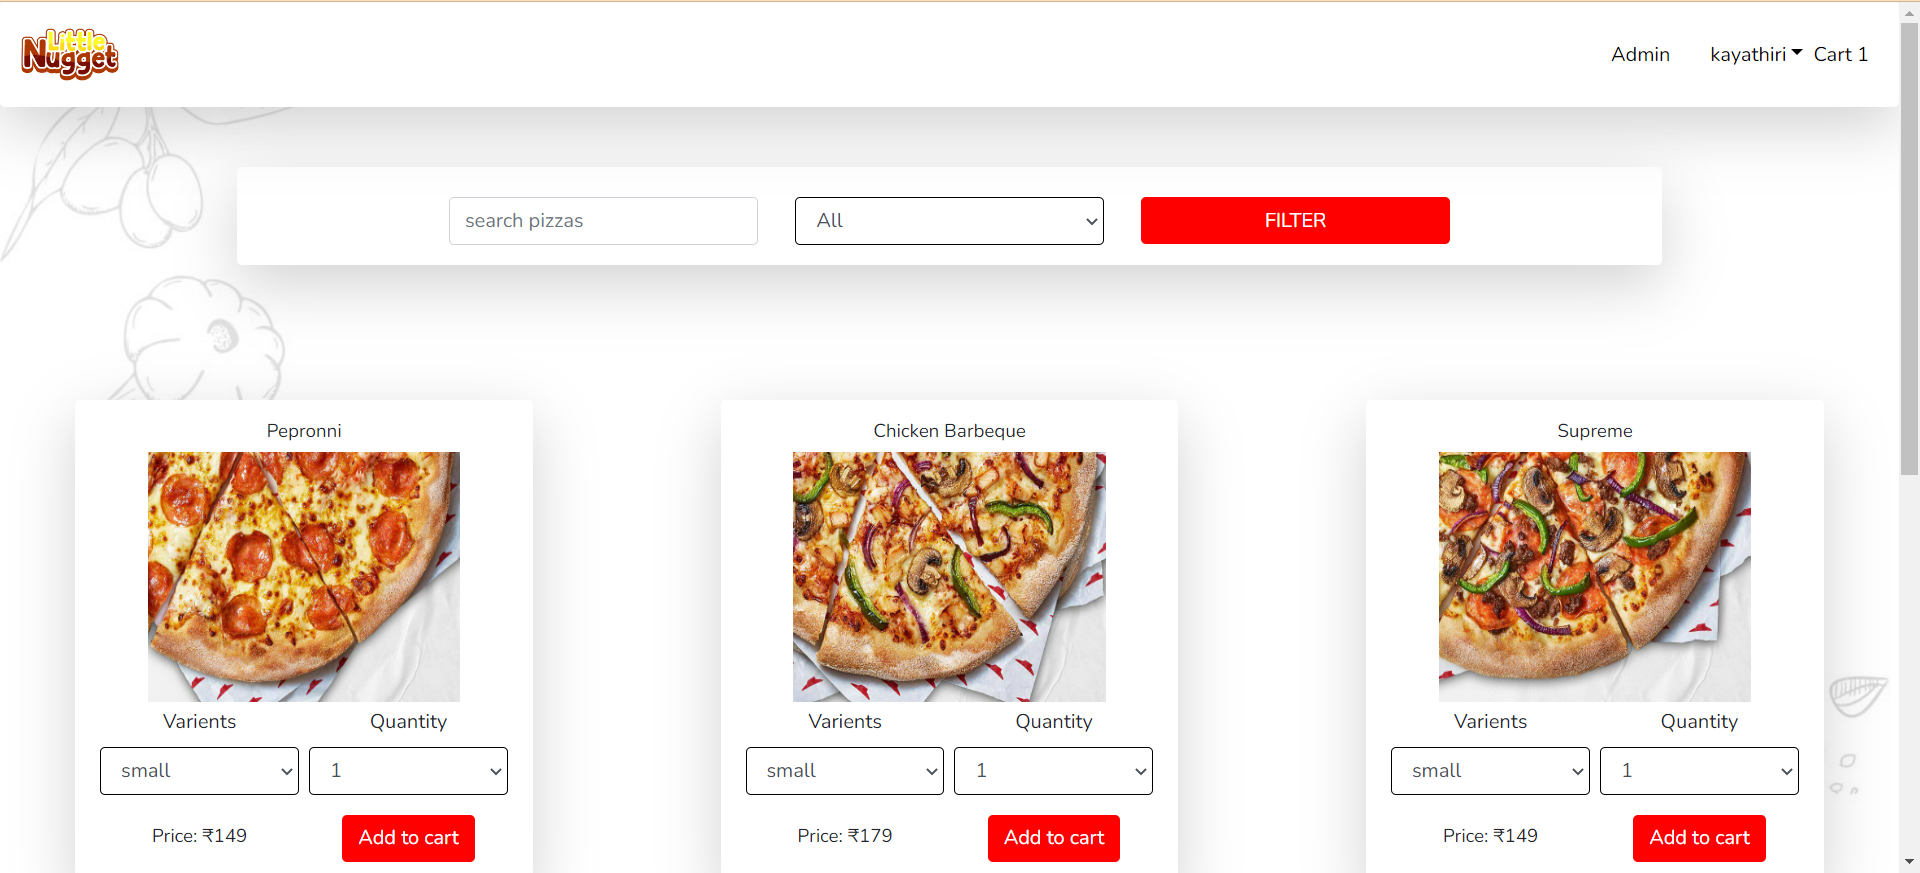 Little
Nugget
Admin kayathiri Cart 1
search pizzas All FILTER
Pepronni
Varients Quantity
small 1
Price: ₹149 Add to cart
Chicken Barbeque
Varients Quantity
small 1
Price: ₹179 Add to cart
Supreme
Varients Quantity
small 1
Price: ₹149 Add to cart